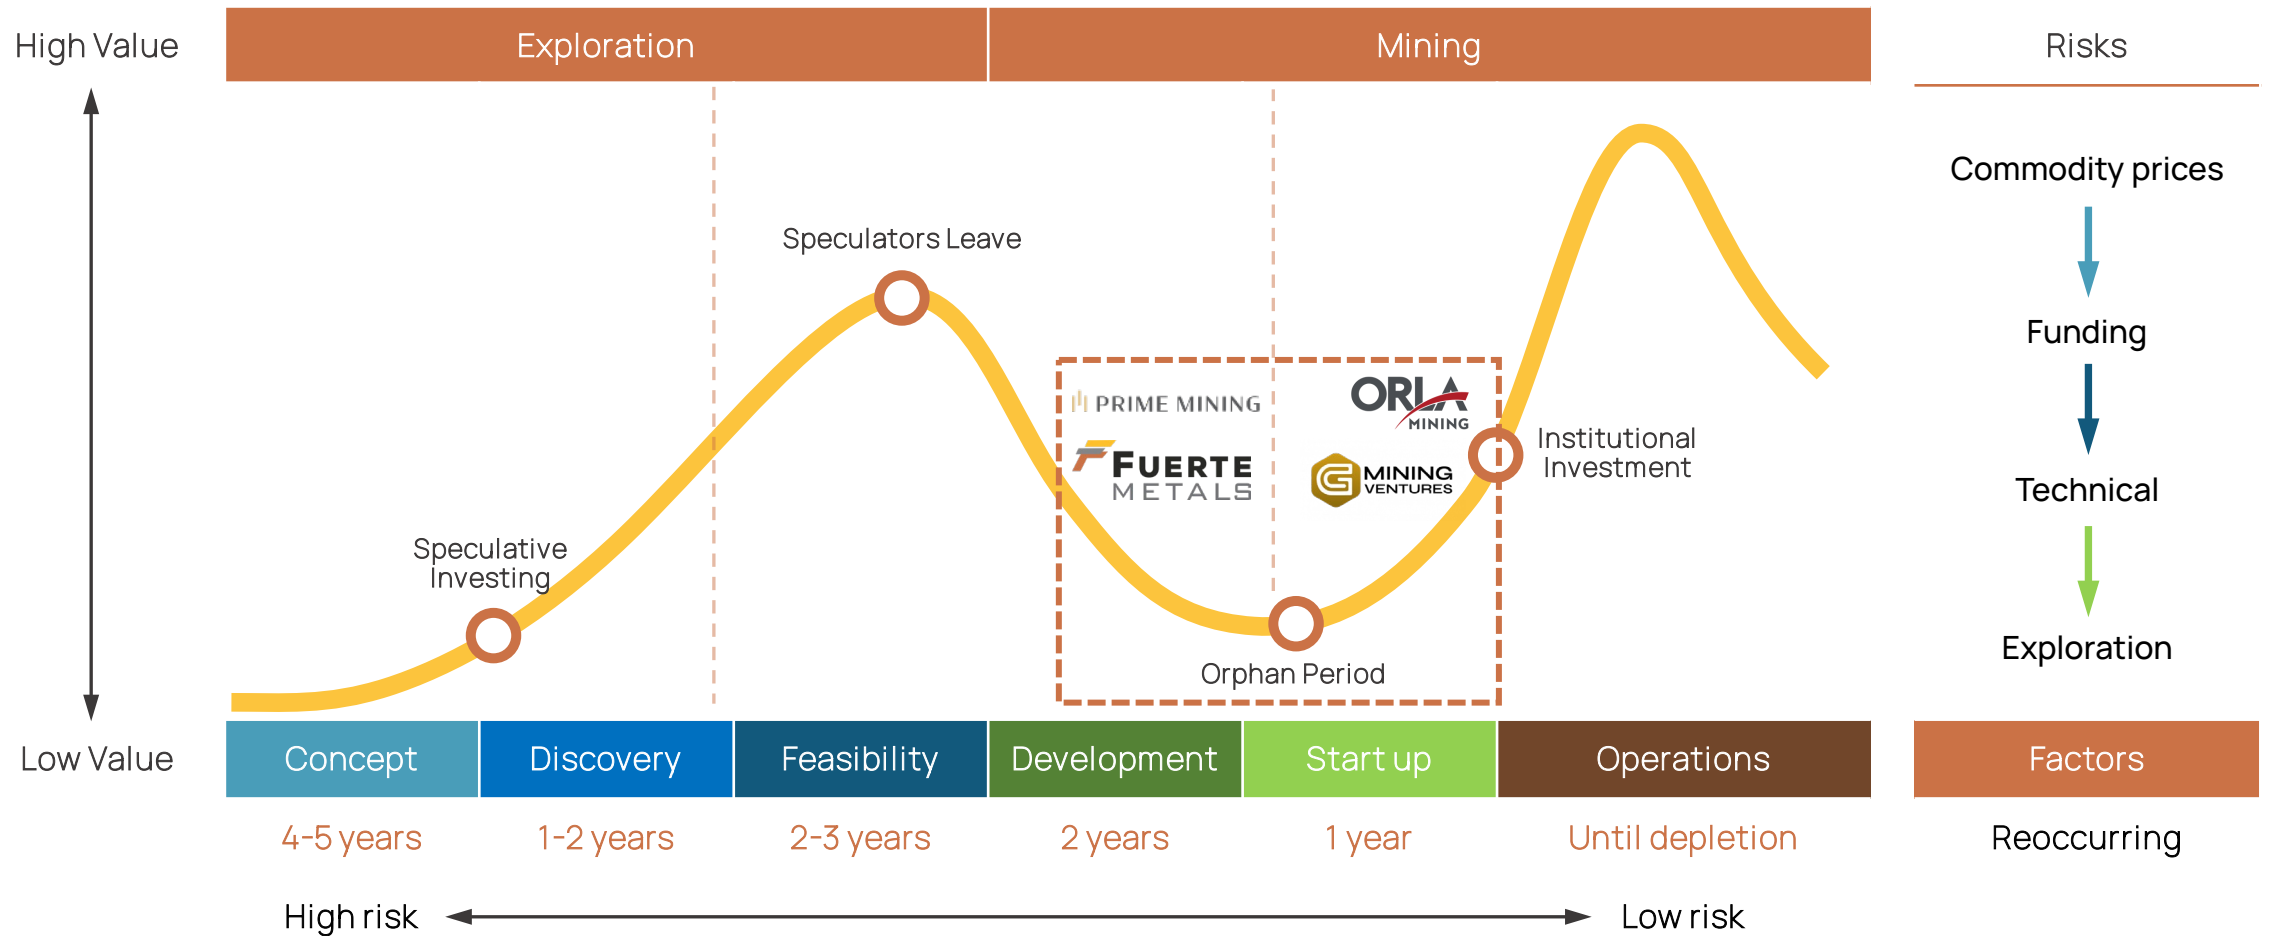 High Value
Exploration
Mining
Risks
Commodity prices
Speculators Leave
Funding
PRIME MINING
ORLA
MINING
Institutional
Investment
FUERTE
METALS
G MINING
VENTURES
Technical
Speculative
Investing
Orphan Period
Exploration
Low Value
Concept
Discovery
Feasibility
Development
Start up
Operations
Factors
4-5 years
1-2 years
2-3 years
2 years
1 year
Until depletion
Reoccurring
High risk
Low risk